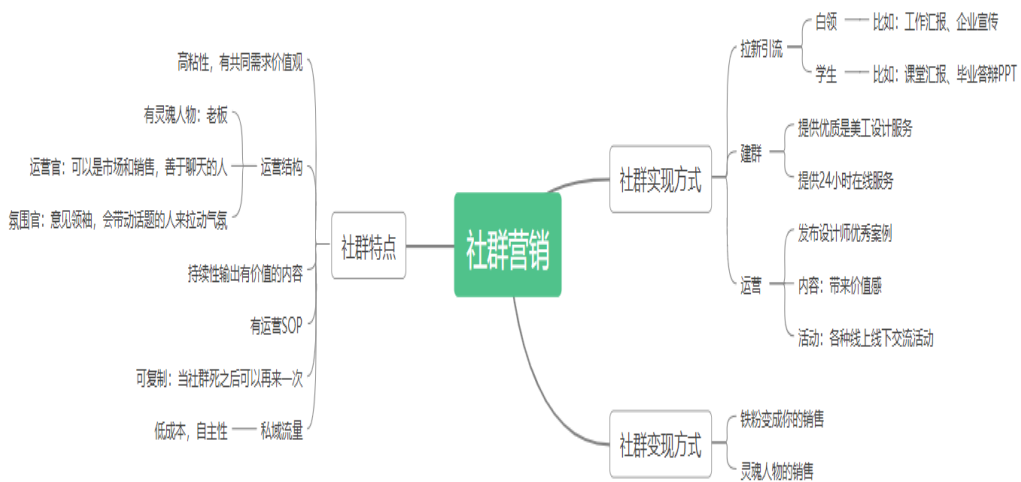 社群营销
社群特点
高粘性，有共同需求价值观
运营结构
有灵魂人物：老板
运营官：可以是市场和销售，善于聊天的人
氛围官：意见领袖，会带动话题的人来拉动气氛
持续性输出有价值的内容
有运营SOP
可复制：当社群死之后可以再来一次
私域流量
低成本，自主性
社群实现方式
拉新引流
白领
比如：工作汇报、企业宣传
学生
比如：课堂汇报、毕业答辩PPT
建群
提供优质是美工设计服务
提供24小时在线服务
运营
发布设计师优秀案例
内容：带来价值感
活动：各种线上线下交流活动
社群变现方式
铁粉变成你的销售
灵魂人物的销售